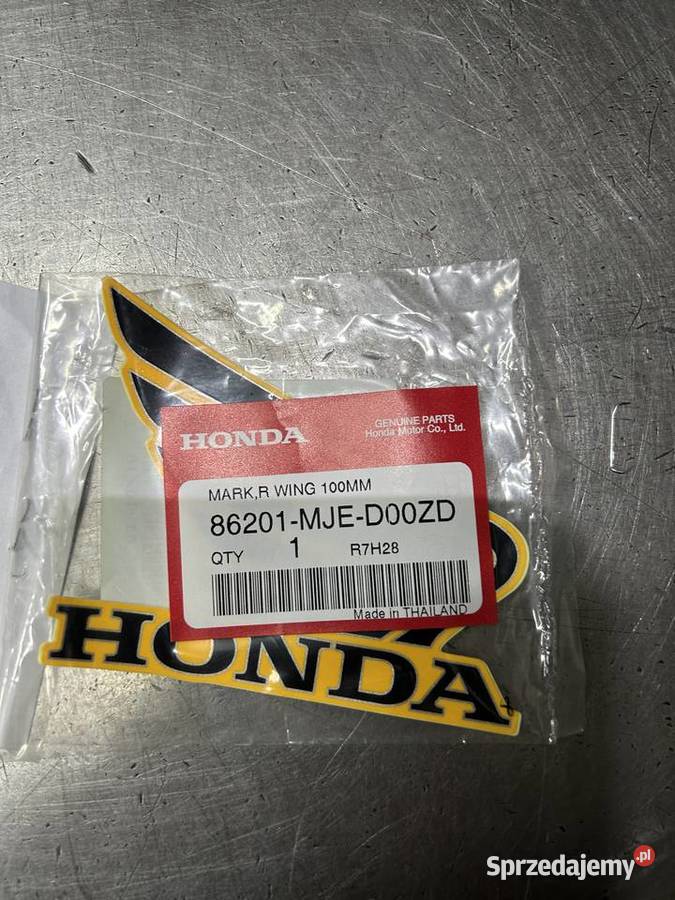 HONDA
GENUINE PARTS
Honda Motor Co., Ltd.
MARK,R WING 100MM
86201-MJE-D00ZD
QTY 1 R7H28
Made in THAILAND
HONDA
Sprzedajemy.pl